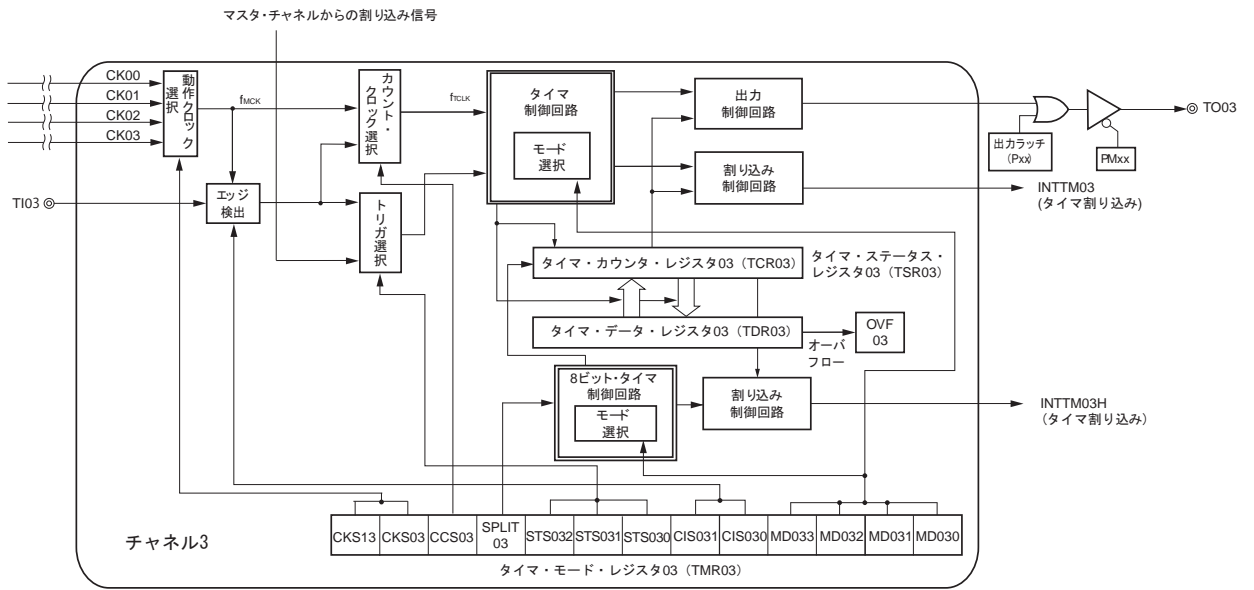 マスタ・チャネルからの割り込み信号
CK00
CK01
CK02
CK03
動作クロック
選択
fMCK
カウント・
クロック選択
fTCLK
タイマ
制御回路
モード
選択
出力
制御回路
TO03
出力ラッチ
(Pxx)
PMxx
割り込み
制御回路
INTTM03
(タイマ割り込み)
TI03
エッジ
検出
トリガ選択
タイマ・カウンタ・レジスタ03 (TCR03)
タイマ・ステータス・
レジスタ03 (TSR03)
タイマ・データ・レジスタ03 (TDR03)
オーバ
フロー
OVF
03
8ビット・タイマ
制御回路
モード
選択
割り込み
制御回路
INTTM03H
(タイマ割り込み)
チャネル3
CKS13
CKS03
CCS03
SPLIT
03
STS032
STS031
STS030
CIS031
CIS030
MD033
MD032
MD031
MD030
タイマ・モード・レジスタ03 (TMR03)